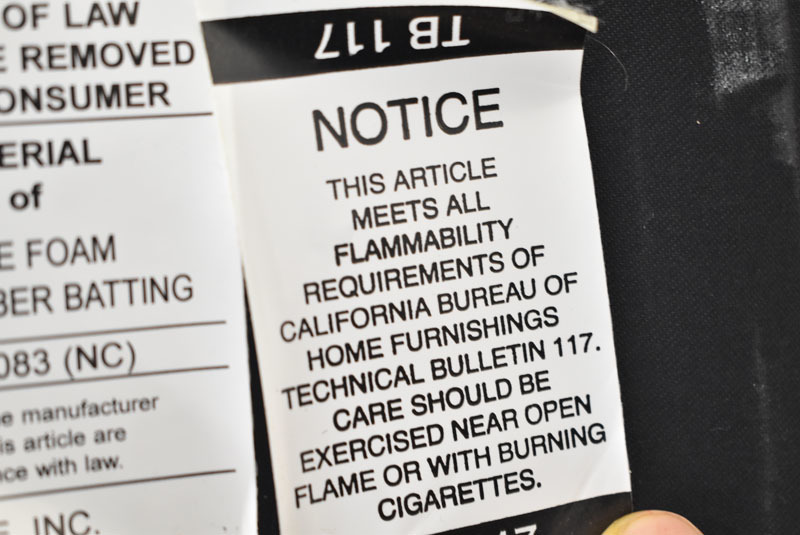 OF LAW
E REMOVED
ONSUMER
ERIAL
of
E FOAM
BER BATTING
083 (NC)
e manufacturer
is article are
nce with law.
E, INC.
TB 117
NOTICE
THIS ARTICLE
MEETS ALL
FLAMMABILITY
REQUIREMENTS OF
CALIFORNIA BUREAU OF
HOME FURNISHINGS
TECHNICAL BULLETIN 117.
CARE SHOULD BE
EXERCISED NEAR OPEN
FLAME OR WITH BURNING
CIGARETTES.